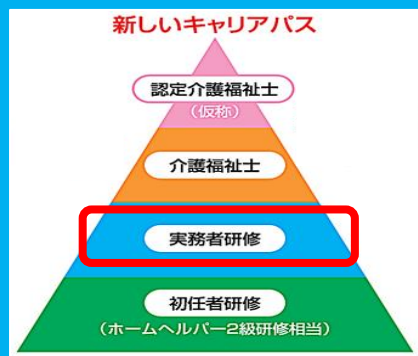 新しいキャリアパス
認定介護福祉士
(仮称)
介護福祉士
実務者研修
初任者研修
(ホームヘルパー2級研修相当)